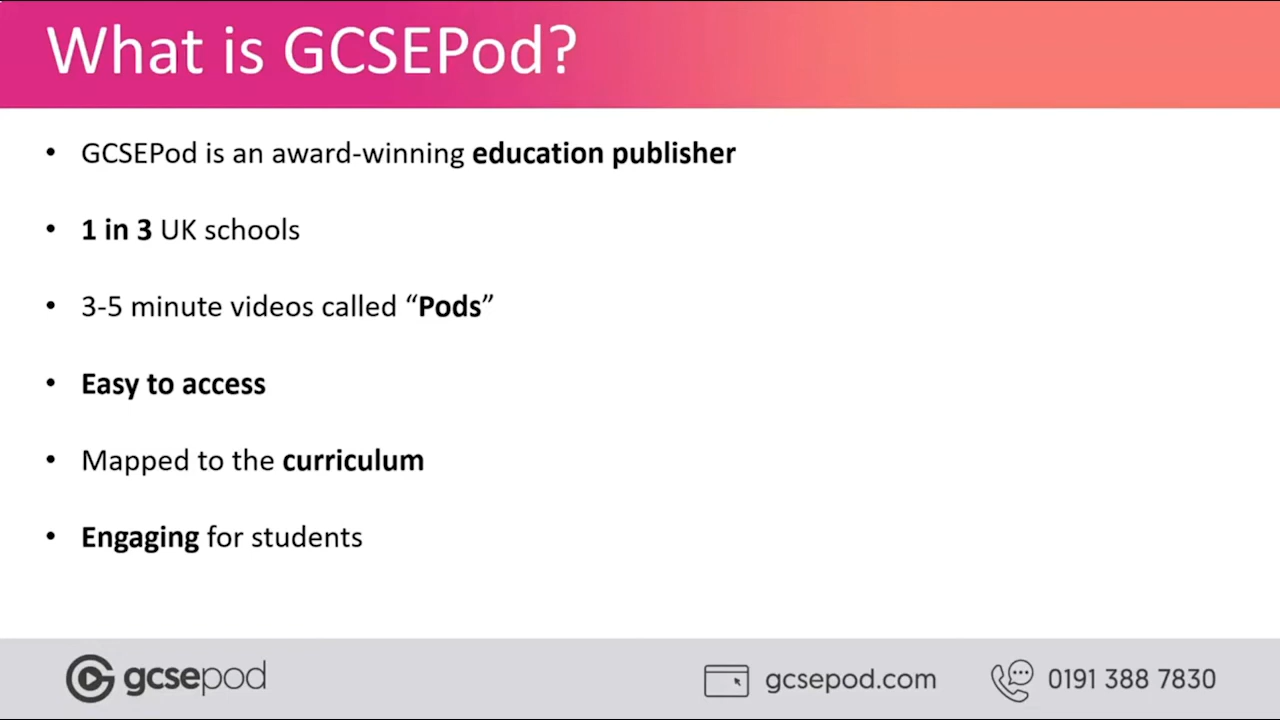 What is GCSEPod?
• GCSEPod is an award-winning education publisher
• 1 in 3 UK schools
• 3-5 minute videos called “Pods”
• Easy to access
• Mapped to the curriculum
• Engaging for students
gcsepod gcsepod.com 0191 388 7830